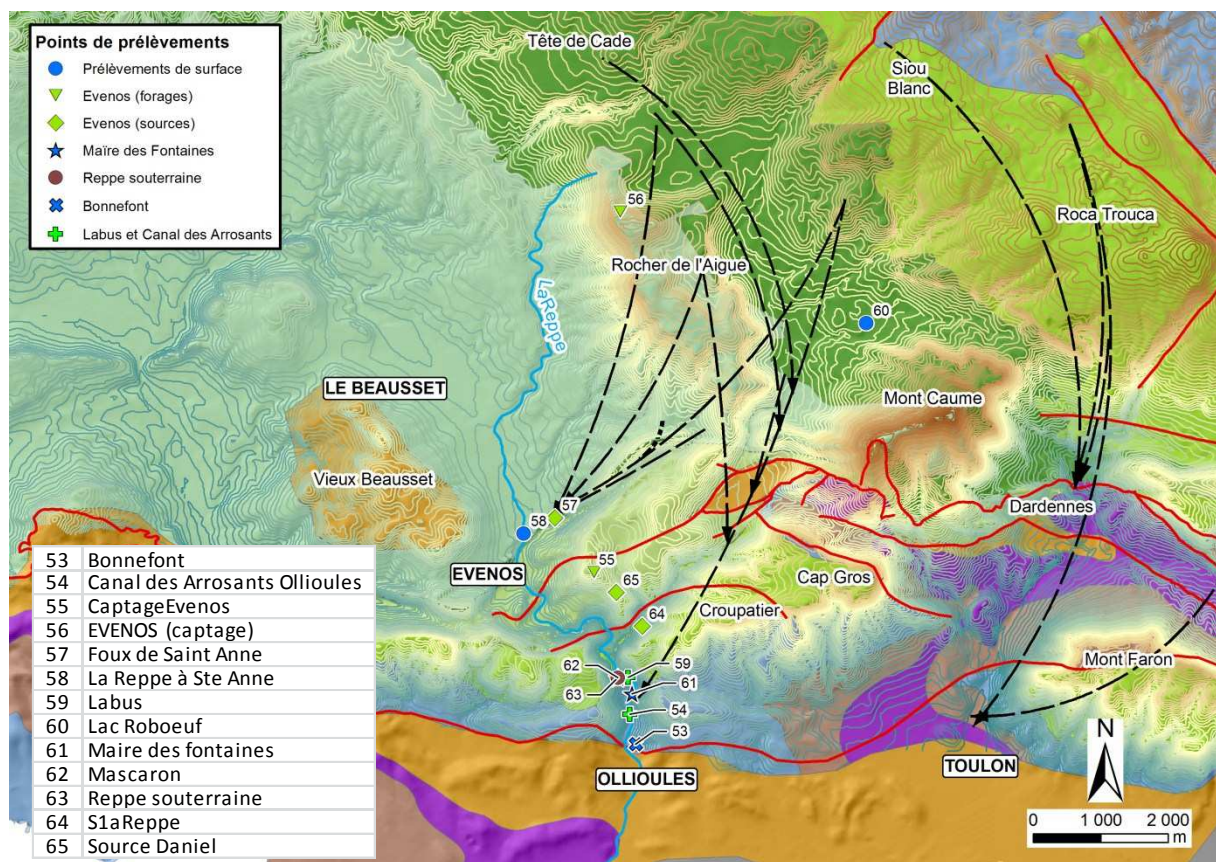 Points de prélèvements
Prélèvements de surface
Evenos (forages)
Evenos (sources)
Maïre des Fontaines
Reppe souterraine
Bonnefont
Labus et Canal des Arrosants
Tête de Cade
Siou
Blanc
56
Roca Trouca
Rocher de l'Aigue
LaReppe
60
LE BEAUSSET
Mont Caume
Vieux Beausset
57
58
Dardennes
55
EVENOS
65
Cap Gros
64
Croupatier
62
59
Mont Faron
63
61
54
53
OLLIOULES
TOULON
N
0 1 000 2 000
m
53 Bonnefont
54 Canal des Arrosants Ollioules
55 CaptageEvenos
56 EVENOS (captage)
57 Foux de Saint Anne
58 La Reppe à Ste Anne
59 Labus
60 Lac Roboeuf
61 Maire des fontaines
62 Mascaron
63 Reppe souterraine
64 S1aReppe
65 Source Daniel